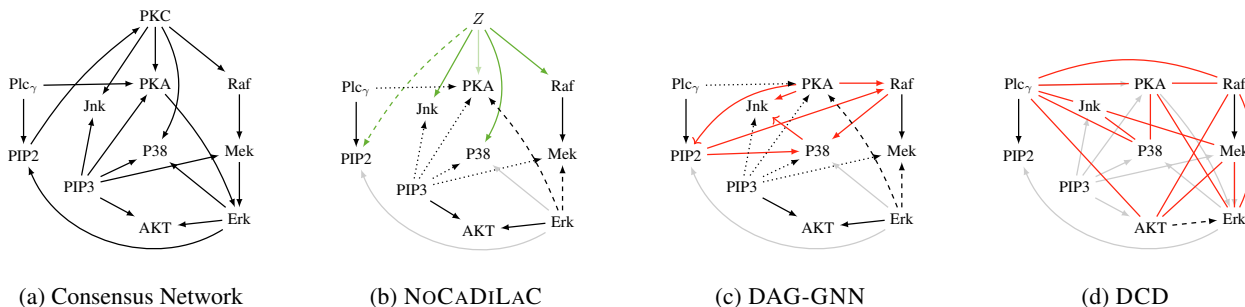 PKC
Plcγ
PKA
Raf
Jnk
PIP2
P38
Mek
PIP3
AKT
Erk
(a) Consensus Network
Z
Plcγ
PKA
Raf
Jnk
PIP2
P38
Mek
PIP3
AKT
Erk
(b) NOCADILAC
Plcγ
PKA
Raf
Jnk
PIP2
P38
Mek
PIP3
AKT
Erk
(c) DAG-GNN
Plcγ
PKA
Raf
Jnk
PIP2
P38
Mek
PIP3
AKT
Erk
(d) DCD